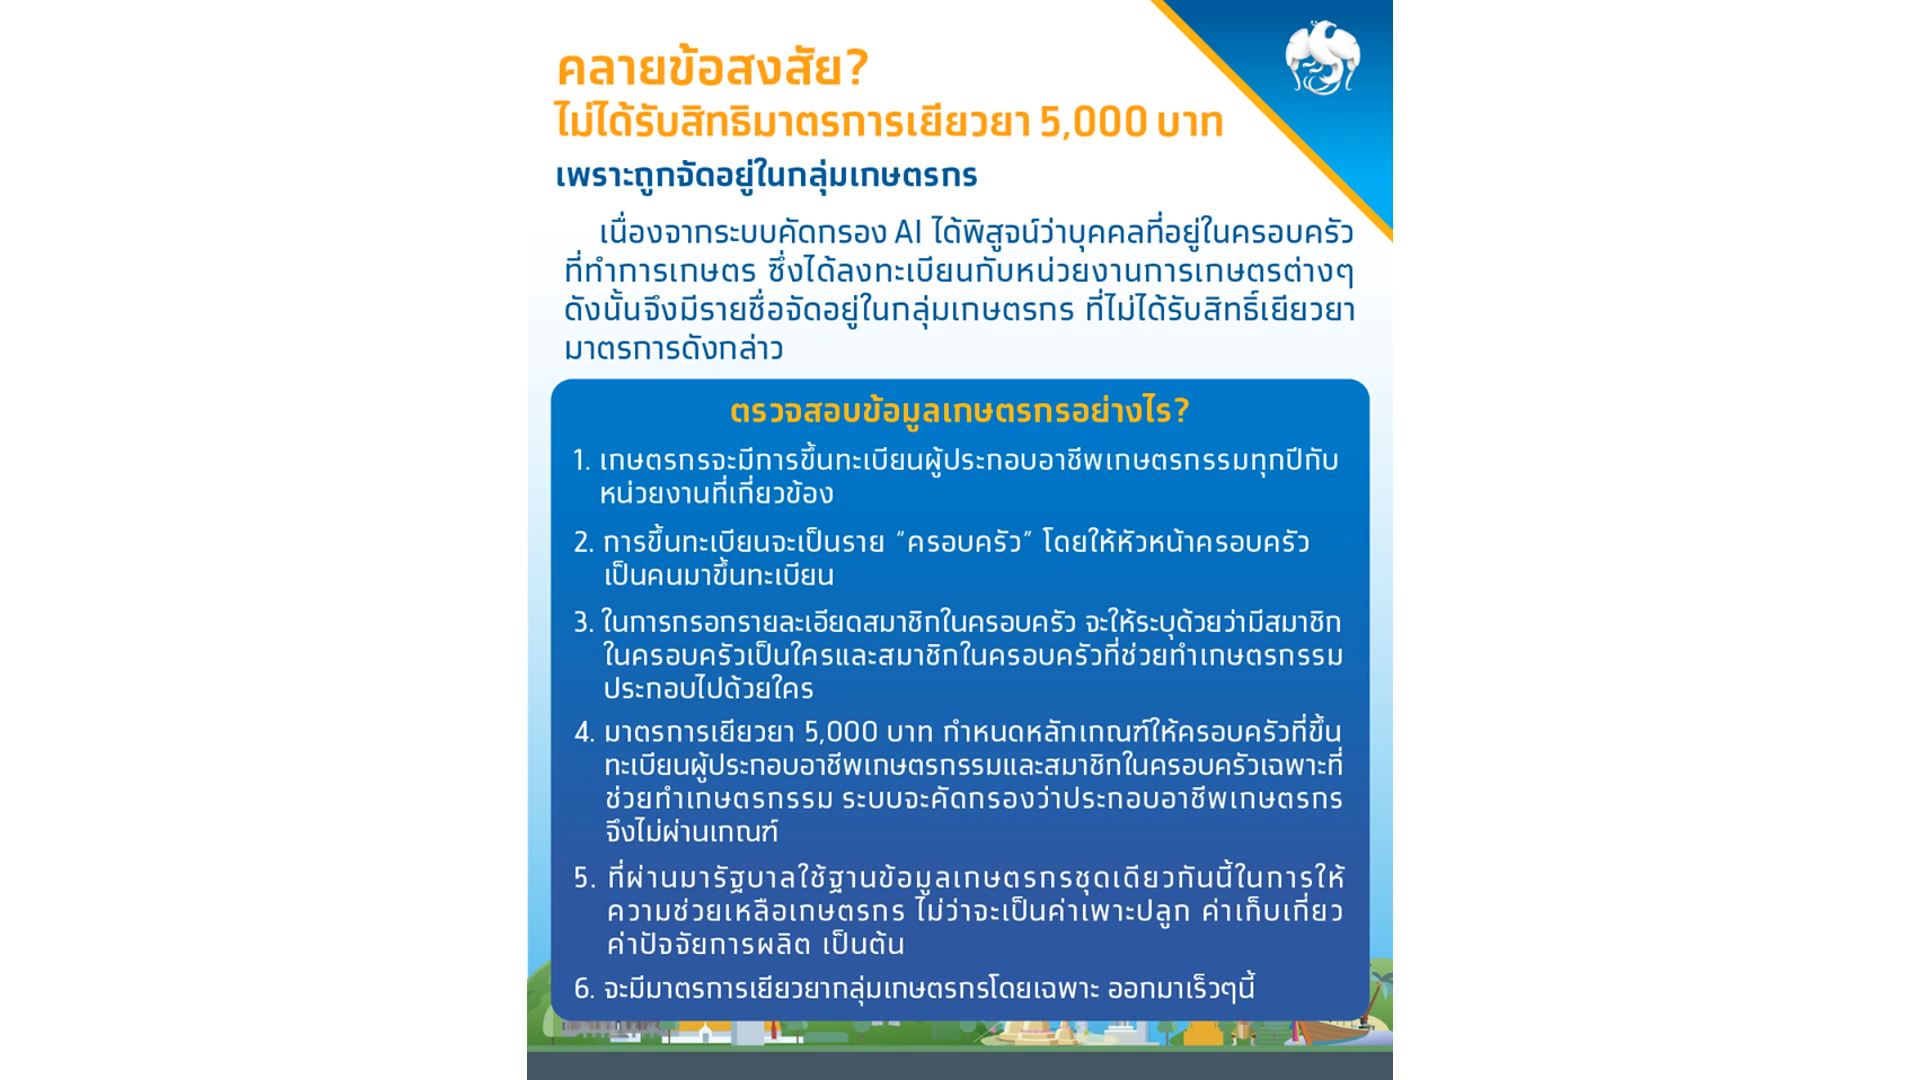 คลายข้อสงสัย?
ไม่ได้รับสิทธิมาตรการเยียวยา 5,000 บาท
เพราะถูกจัดอยู่ในกลุ่มเกษตรกร
เนื่องจากระบบคัดกรอง AI ได้พิสูจน์ว่าบุคคลที่อยู่ในครอบครัว
ที่ทำการเกษตร ซึ่งได้ลงทะเบียนกับหน่วยงานการเกษตรต่างๆ
ดังนั้นจึงมีรายชื่อจัดอยู่ในกลุ่มเกษตรกร ที่ไม่ได้รับสิทธิ์เยียวยา
มาตรการดังกล่าว
ตรวจสอบข้อมูลเกษตรกรอย่างไร?
1. เกษตรกรจะมีการขึ้นทะเบียนผู้ประกอบอาชีพเกษตรกรรมทุกปีกับ
หน่วยงานที่เกี่ยวข้อง
2. การขึ้นทะเบียนจะเป็นราย “ครอบครัว” โดยให้หัวหน้าครอบครัว
เป็นคนมาขึ้นทะเบียน
3. ในการกรอกรายละเอียดสมาชิกในครอบครัว จะให้ระบุด้วยว่ามีสมาชิก
ในครอบครัวเป็นใครและสมาชิกในครอบครัวที่ช่วยทำเกษตรกรรม
ประกอบไปด้วยใคร
4. มาตรการเยียวยา 5,000 บาท กำหนดหลักเกณฑ์ให้ครอบครัวที่ขึ้น
ทะเบียนผู้ประกอบอาชีพเกษตรกรรมและสมาชิกในครอบครัวเฉพาะที่
ช่วยทำเกษตรกรรม ระบบจะคัดกรองว่าประกอบอาชีพเกษตรกร
จึงไม่ผ่านเกณฑ์
5. ที่ผ่านมารัฐบาลใช้ฐานข้อมูลเกษตรกรชุดเดียวกันนี้ในการให้
ความช่วยเหลือเกษตรกร ไม่ว่าจะเป็นค่าเพาะปลูก ค่าเก็บเกี่ยว
ค่าปัจจัยการผลิต เป็นต้น
6. จะมีมาตรการเยียวยากลุ่มเกษตรกรโดยเฉพาะ ออกมาเร็วๆนี้